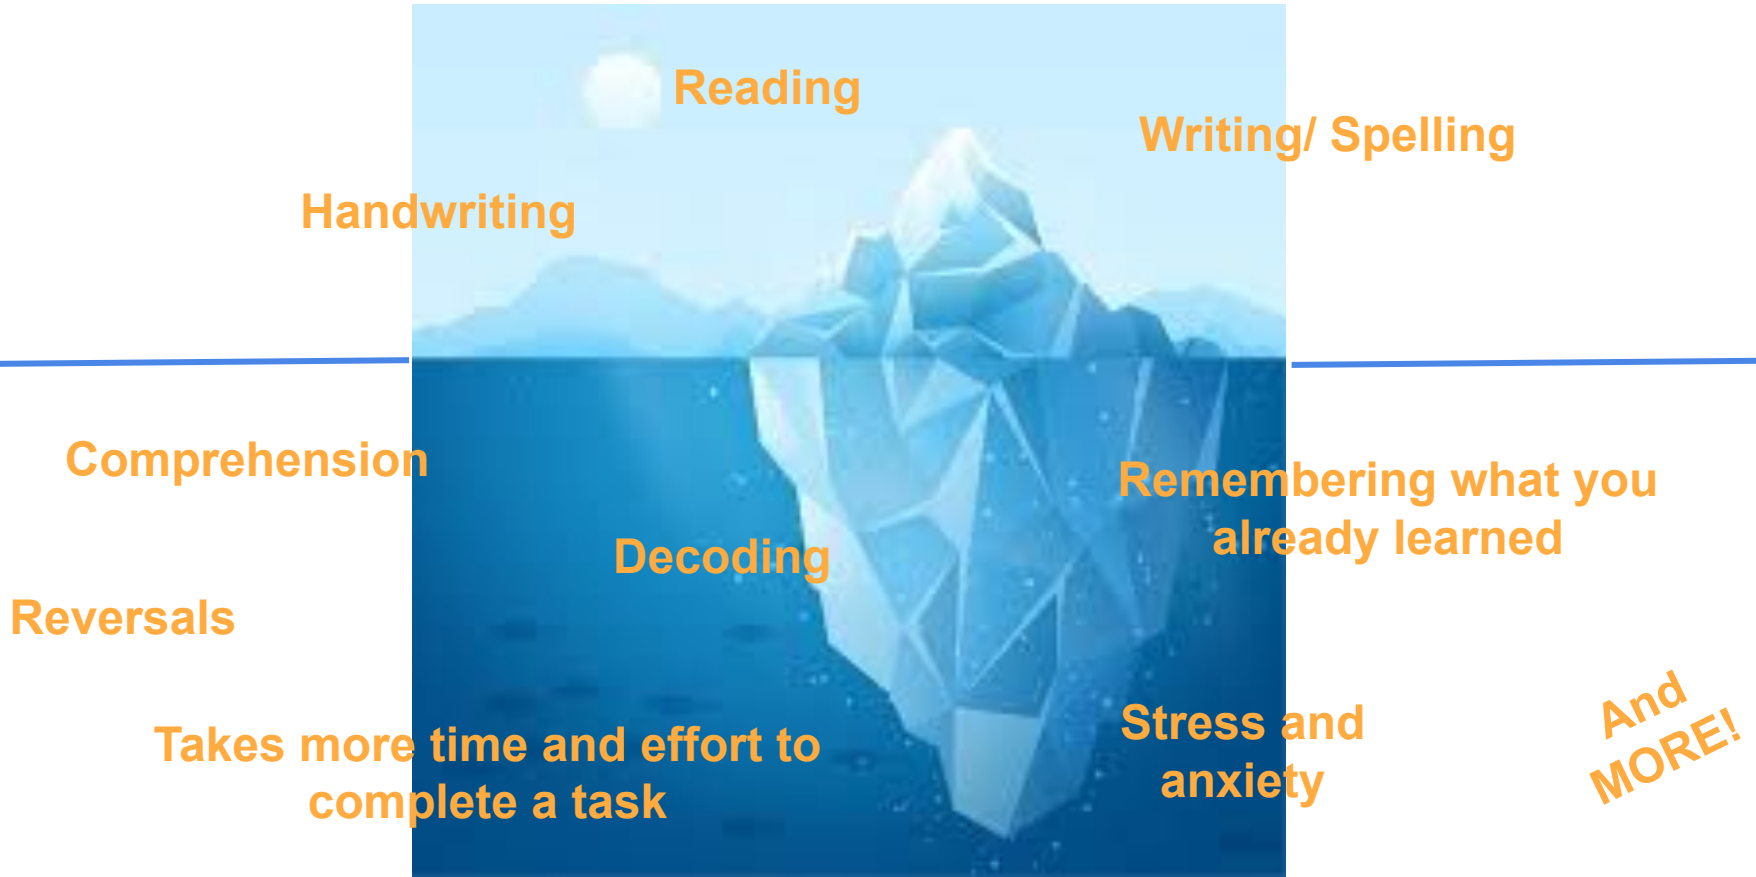 Reading
Writing/ Spelling
Handwriting
Comprehension
Remembering what you
already learned
Decoding
Reversals
Takes more time and effort to
complete a task
Stress and
anxiety
And
MORE!